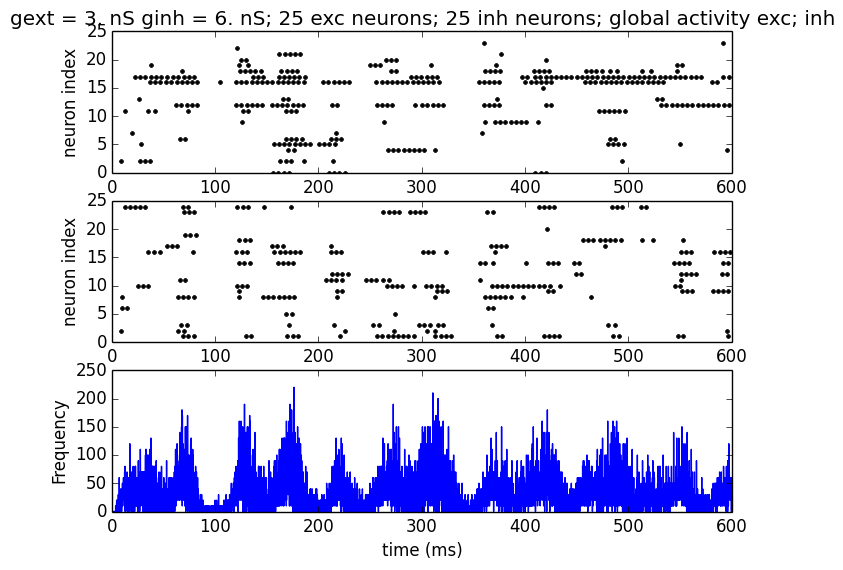 gext = 3. nS ginh = 6. nS; 25 exc neurons; 25 inh neurons; global activity exc; inh
25
20
15
10
5
0
neuron index
0 100 200 300 400 500 600
25
20
15
10
5
0
neuron index
0 100 200 300 400 500 600
250
200
150
100
50
0
Frequency
0 100 200 300 400 500 600
time (ms)